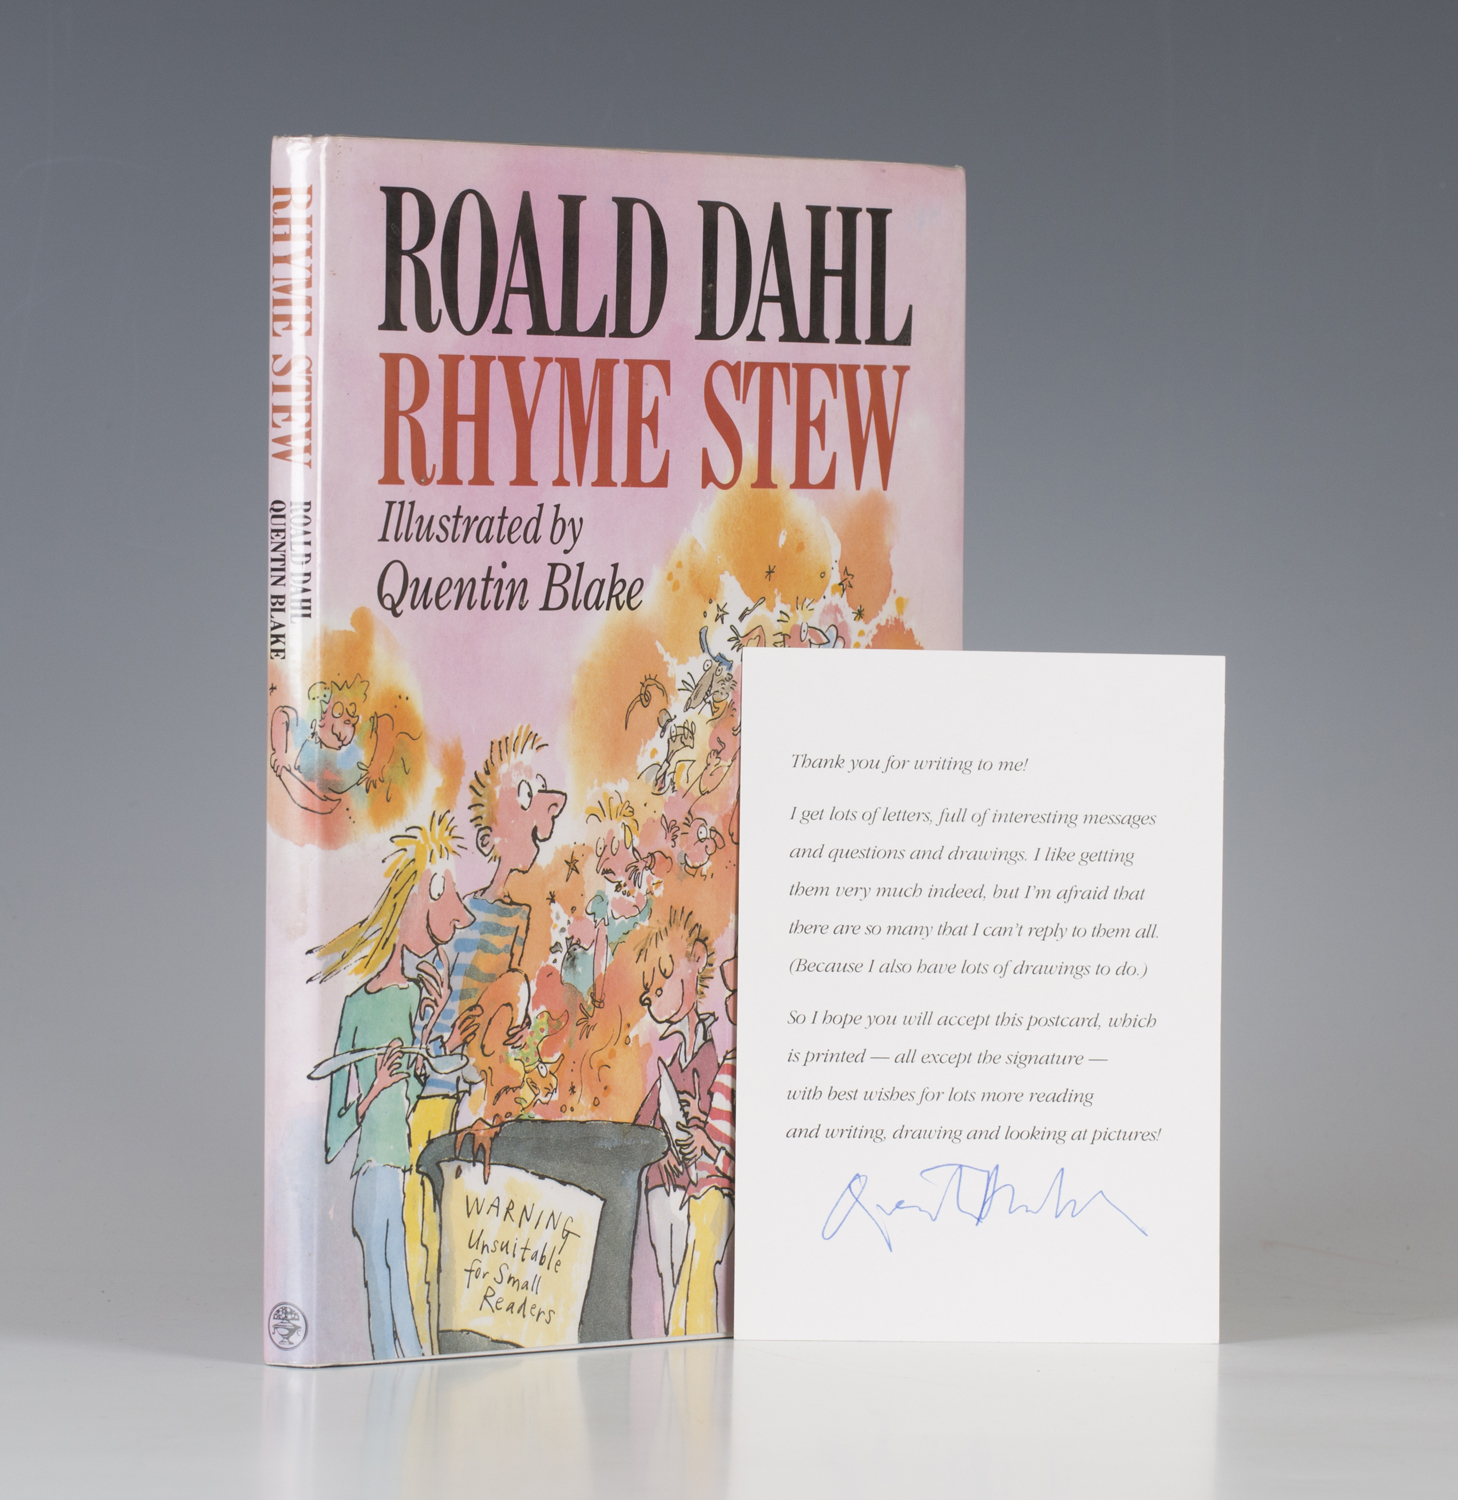 RHYME STEW
ROALD DAHL
QUENTIN BLAKE
ROALD DAHL
RHYME STEW
Illustrated by
Quentin Blake
WARNING
Unsuitable
for Small
Readers
Thank you for writing to me!
I get lots of letters, full of interesting messages
and questions and drawings. I like getting
them very much indeed, but I'm afraid that
there are so many that I can't reply to them all.
(Because I also have lots of drawings to do.)
So I hope you will accept this postcard, which
is printed — all except the signature —
with best wishes for lots more reading
and writing, drawing and looking at pictures!
Quentin Blake